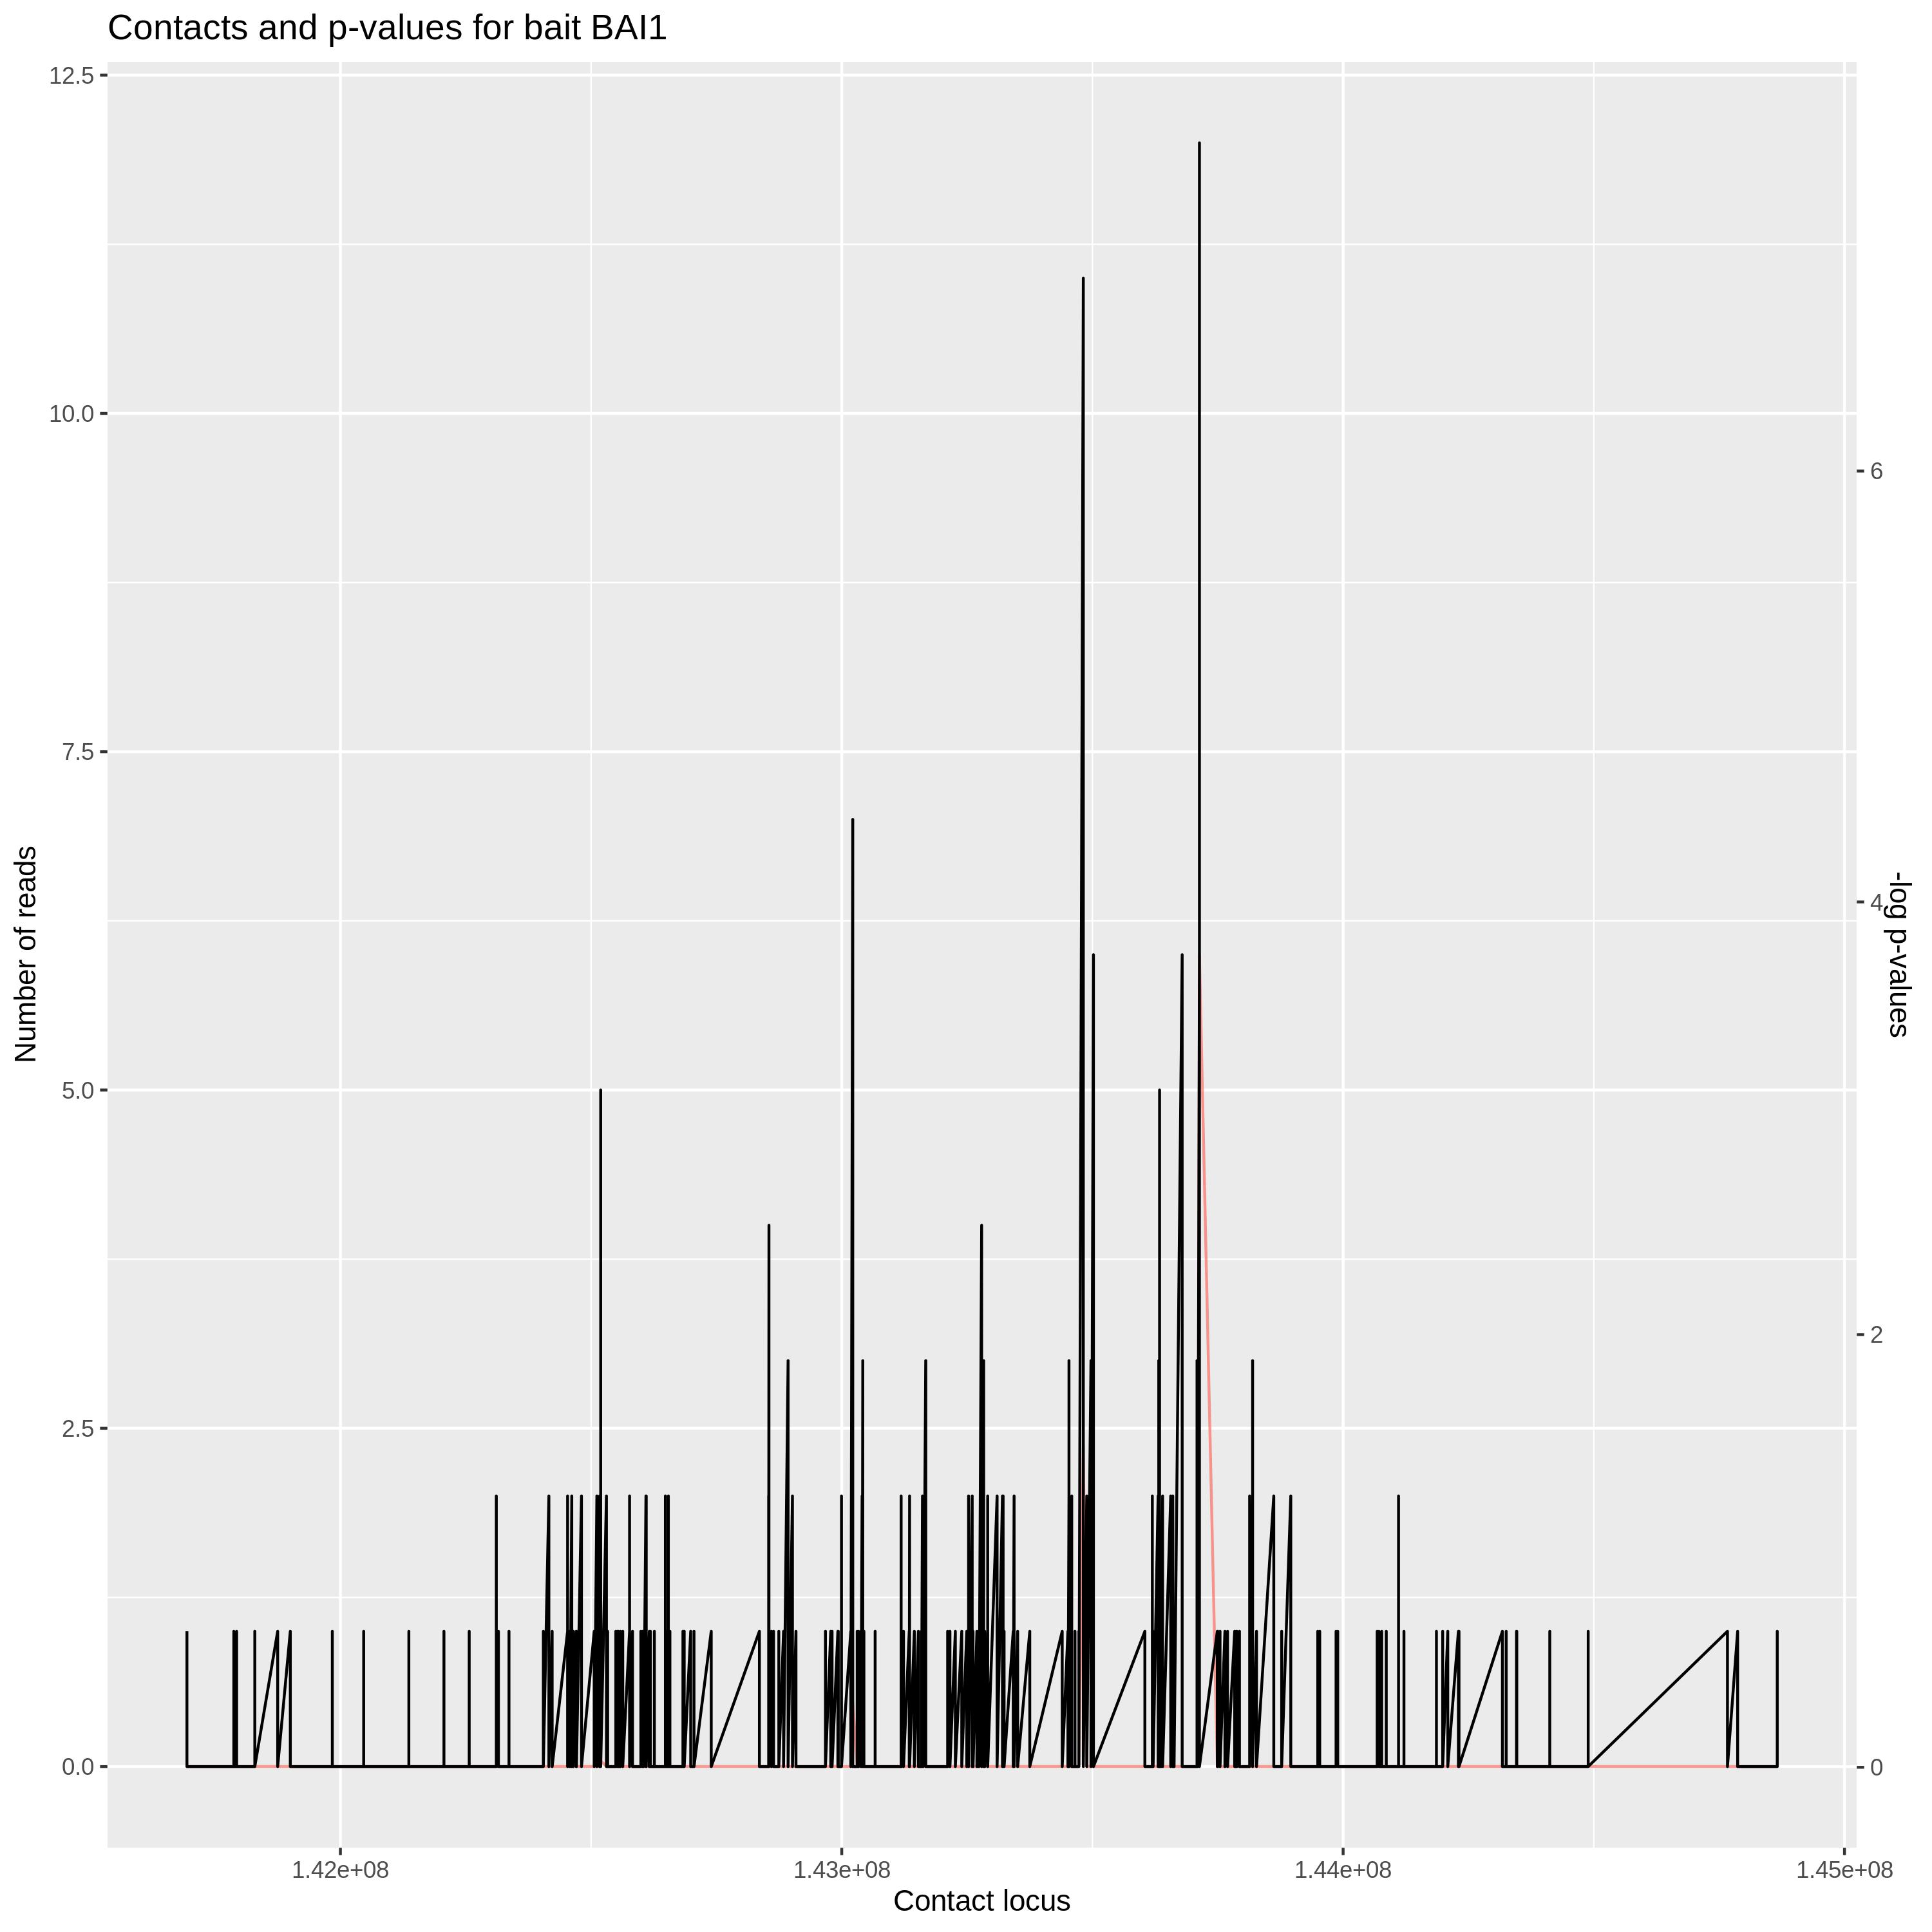 Contacts and p-values for bait BAI1
12.5
10.0
7.5
5.0
2.5
0.0
Number of reads
6
4
2
0
-log p-values
1.42e+08
1.43e+08
1.44e+08
1.45e+08
Contact locus